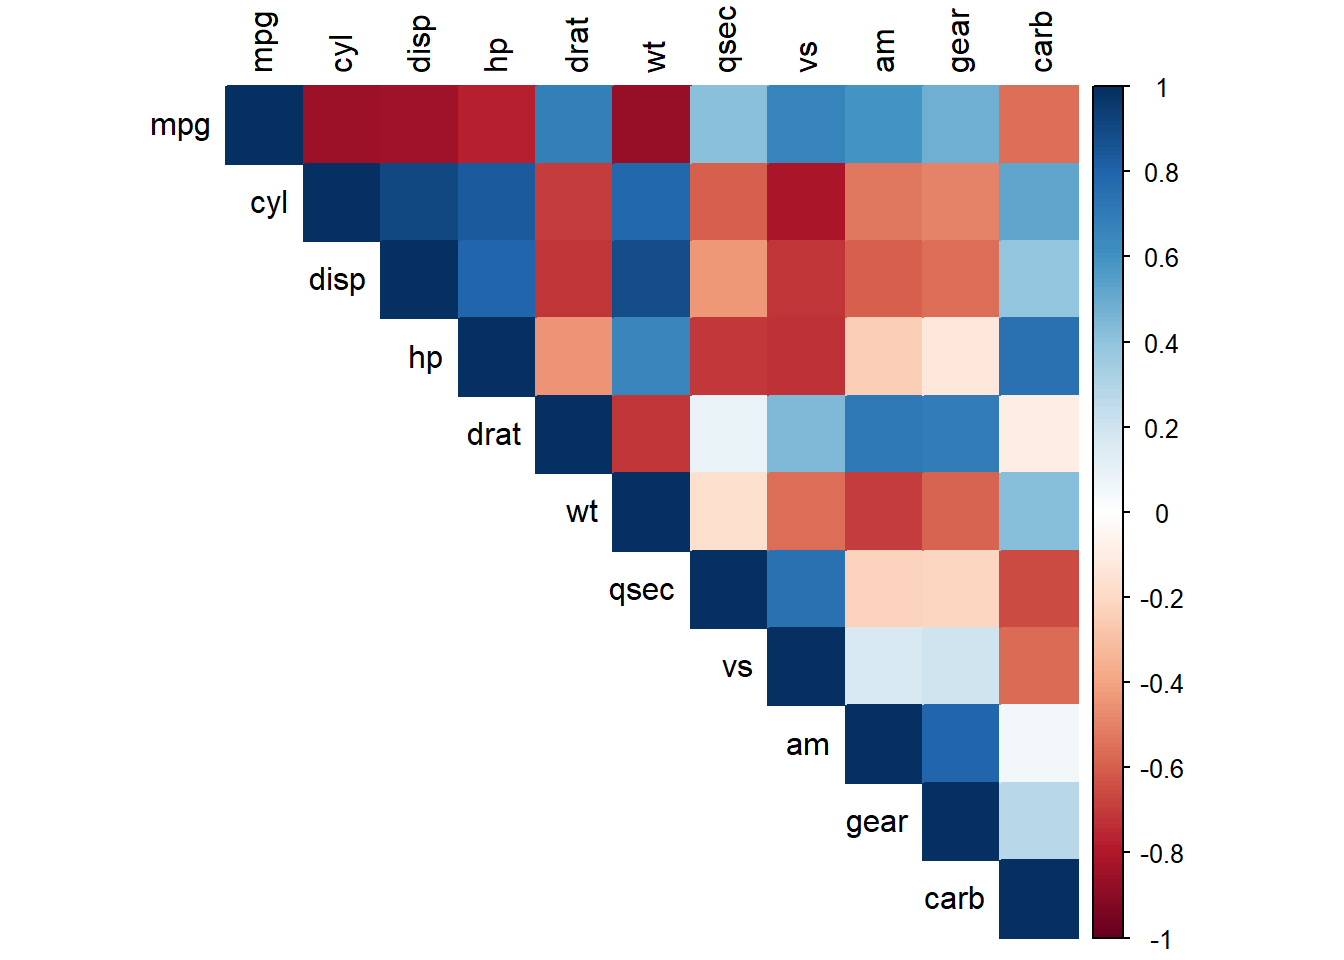 mpg cyl disp hp drat wt qsec vs am gear carb
mpg
cyl
disp
hp
drat
wt
qsec
vs
am
gear
carb
1
0.8
0.6
0.4
0.2
0
-0.2
-0.4
-0.6
-0.8
-1